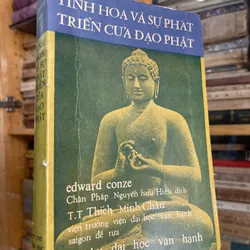 TINH HOA VÀ SỰ PHÁT
TRIỂN CỦA ĐẠO PHẬT
edward conze
Chân Pháp Nguyễn hữu Hiệu dịch
T.T. Thích Minh Châu
viện trưởng viện đại học vạn hạnh
saigon đề tựa
đại học vạn hạnh